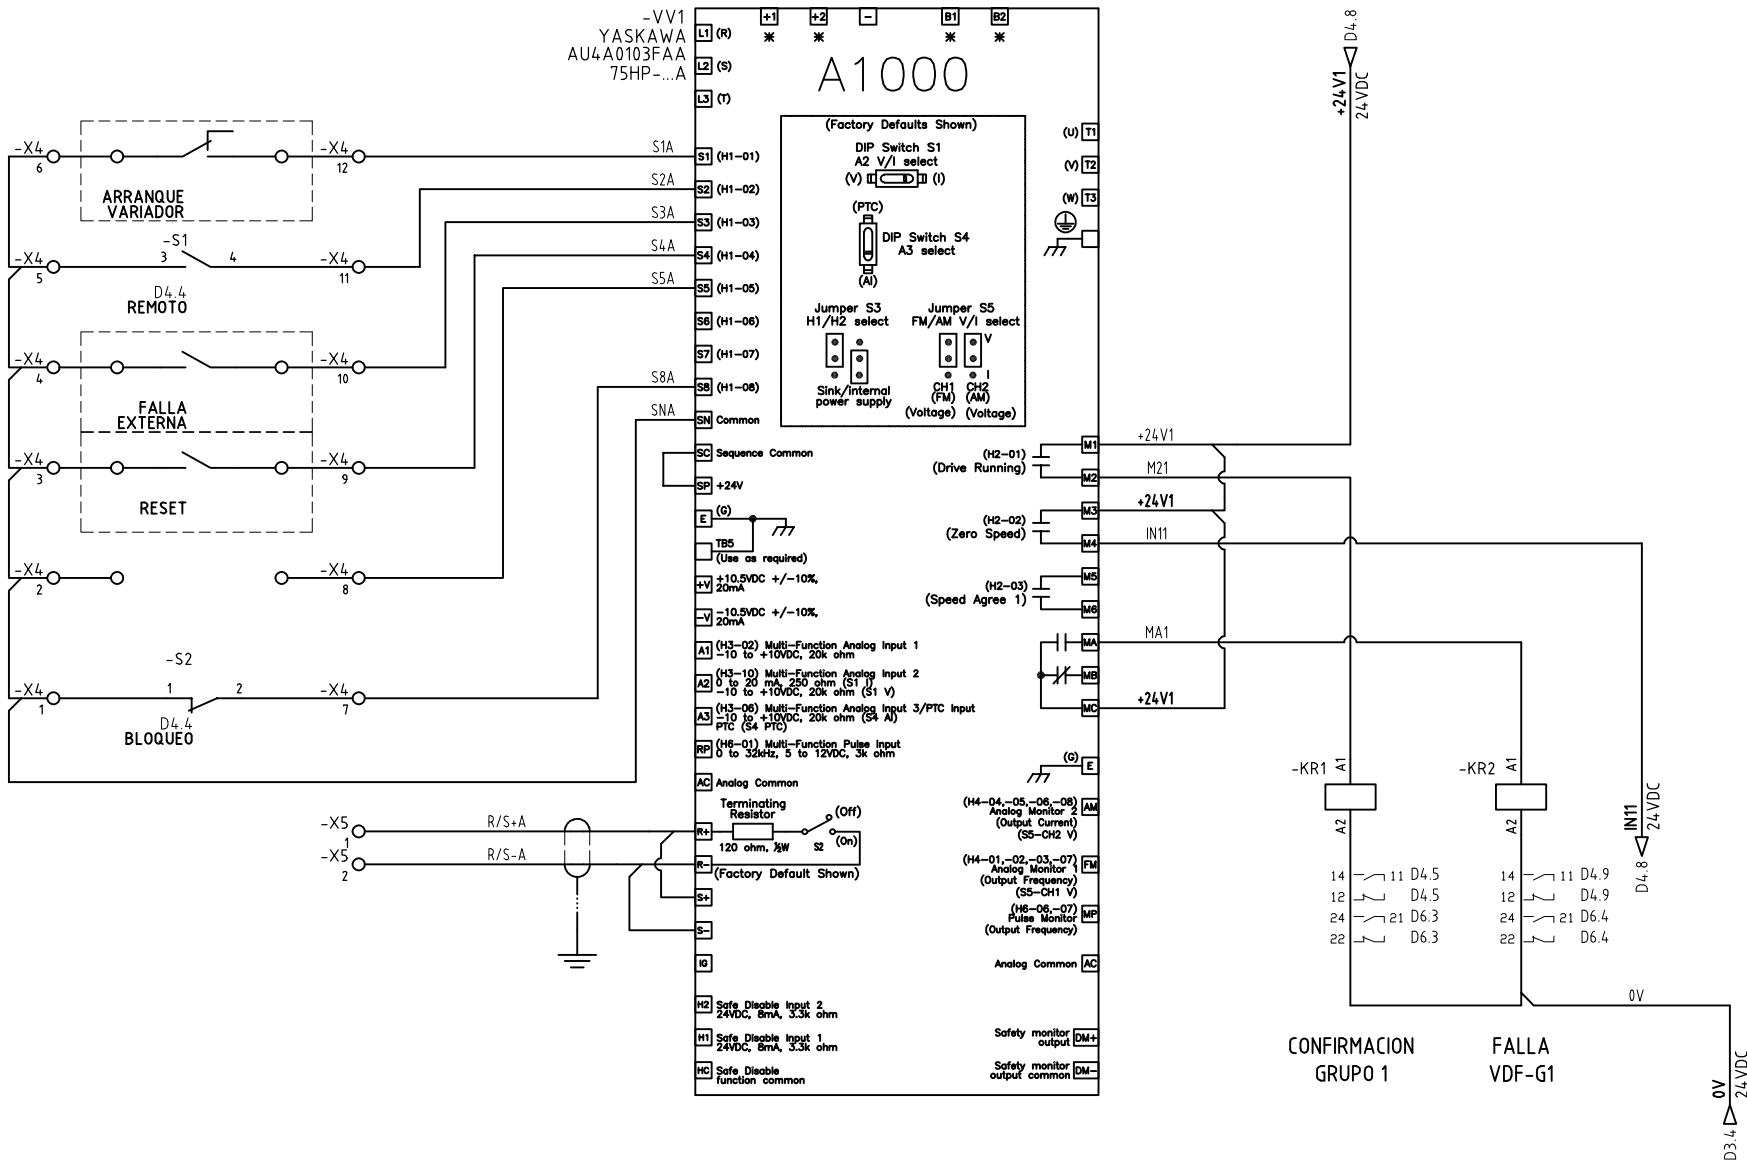 -VV1
YASKAWA
AU4A0103FAA
75HP-...A
A1000
+1
+2
-
B1
B2
*
*
*
*
L1 (R)
L2 (S)
L3 (T)
S1 (H1-01)
S2 (H1-02)
S3 (H1-03)
S4 (H1-04)
S5 (H1-05)
S6 (H1-06)
S7 (H1-07)
S8 (H1-08)
SN Common
SC Sequence Common
SP +24V
E (G)
TB5
(Use as required)
+V +10.5VDC +/-10%,
20mA
-V -10.5VDC +/-10%,
20mA
A1 (H3-02) Multi-Function Analog Input 1
-10 to +10VDC, 20k ohm
A2 (H3-10) Multi-Function Analog Input 2
0 to 20 mA, 250 ohm (S1 I)
-10 to +10VDC, 20k ohm (S1 V)
A3 (H3-06) Multi-Function Analog Input 3/PTC Input
-10 to +10VDC, 20k ohm (S4 AI)
PTC (S4 PTC)
RP (H6-01) Multi-Function Pulse Input
0 to 32kHz, 5 to 12VDC, 3k ohm
AC Analog Common
Terminating
Resistor
(Off)
(On)
R+
120 ohm, ½W
S2
R-
(Factory Default Shown)
S+
S-
IG
H2 Safe Disable Input 2
24VDC, 8mA, 3.3k ohm
H1 Safe Disable Input 1
24VDC, 8mA, 3.3k ohm
HC Safe Disable
function common
(Factory Defaults Shown)
DIP Switch S1
A2 V/I select
(V)
(I)
(PTC)
DIP Switch S4
A3 select
(AI)
Jumper S3
H1/H2 select
Sink/internal
power supply
Jumper S5
FM/AM V/I select
V
I
CH1
(FM)
(Voltage)
CH2
(AM)
(Voltage)
(U) T1
(V) T2
(W) T3
M1
(H2-01)
(Drive Running)
M2
M3
(H2-02)
(Zero Speed)
M4
M5
(H2-03)
(Speed Agree 1)
M6
MA
MB
MC
(G) E
(H4-04,-05,-06,-08) AM
Analog Monitor 2
(Output Current)
(S5-CH2 V)
(H4-01,-02,-03,-07) FM
Analog Monitor 1
(Output Frequency)
(S5-CH1 V)
(H6-06,-07) MP
Pulse Monitor
(Output Frequency)
Analog Common AC
Safety monitor
output DM+
Safety monitor
output common DM-
-X4
6
-X4
12
S1A
ARRANQUE
VARIADOR
S2A
-S1
3
4
-X4
5
-X4
11
S3A
D4.4
REMOTO
S4A
-X4
4
-X4
10
S5A
FALLA
EXTERNA
-X4
3
-X4
9
S8A
RESET
SNA
-X4
2
-X4
8
-S2
-X4
1
1
2
-X4
7
D4.4
BLOQUEO
-X5
1
R/S+A
-X5
2
R/S-A
D4.8
+24V1
24VDC
+24V1
M21
+24V1
IN11
MA1
+24V1
-KR1
A1
A2
-KR2
A1
A2
IN11
24VDC
D4.8
14 11 D4.5
12 D4.5
24 21 D6.3
22 D6.3
14 11 D4.9
12 D4.9
24 21 D6.4
22 D6.4
0V
CONFIRMACION
GRUPO 1
FALLA
VDF-G1
0V
24VDC
D3.4